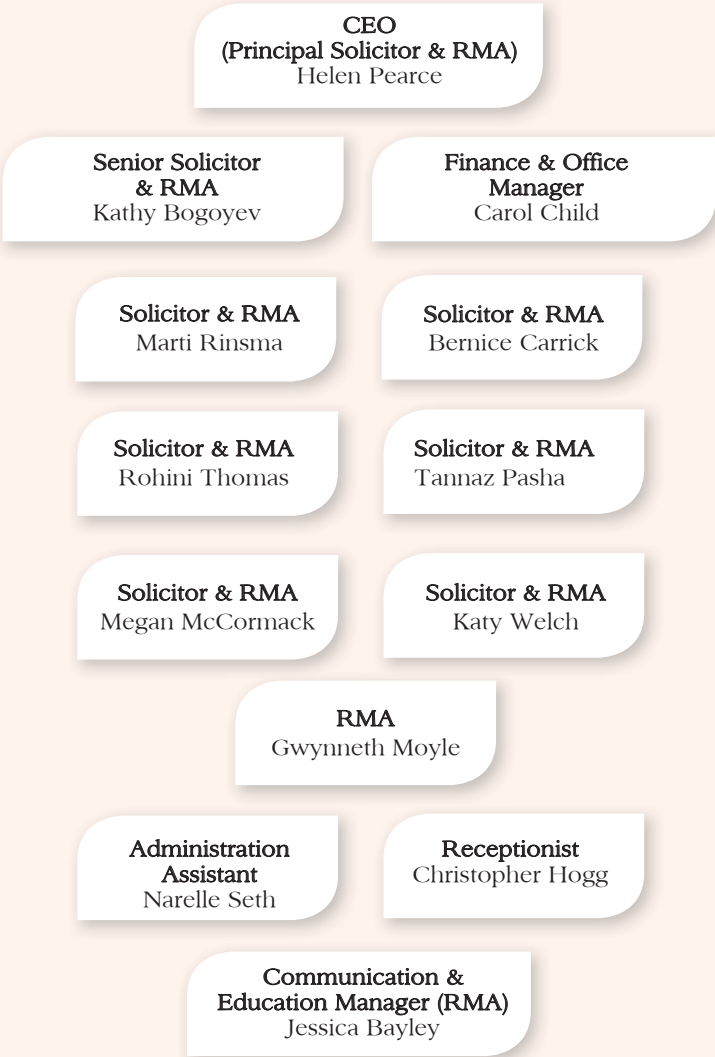 CEO
(Principal Solicitor & RMA)
Helen Pearce
Senior Solicitor
& RMA
Kathy Bogoyev
Finance & Office
Manager
Carol Child
Solicitor & RMA
Marti Rinsma
Solicitor & RMA
Bernice Carrick
Solicitor & RMA
Rohini Thomas
Solicitor & RMA
Tannaz Pasha
Solicitor & RMA
Megan McCormack
Solicitor & RMA
Katy Welch
RMA
Gwynneth Moyle
Administration
Assistant
Narelle Seth
Receptionist
Christopher Hogg
Communication &
Education Manager (RMA)
Jessica Bayley